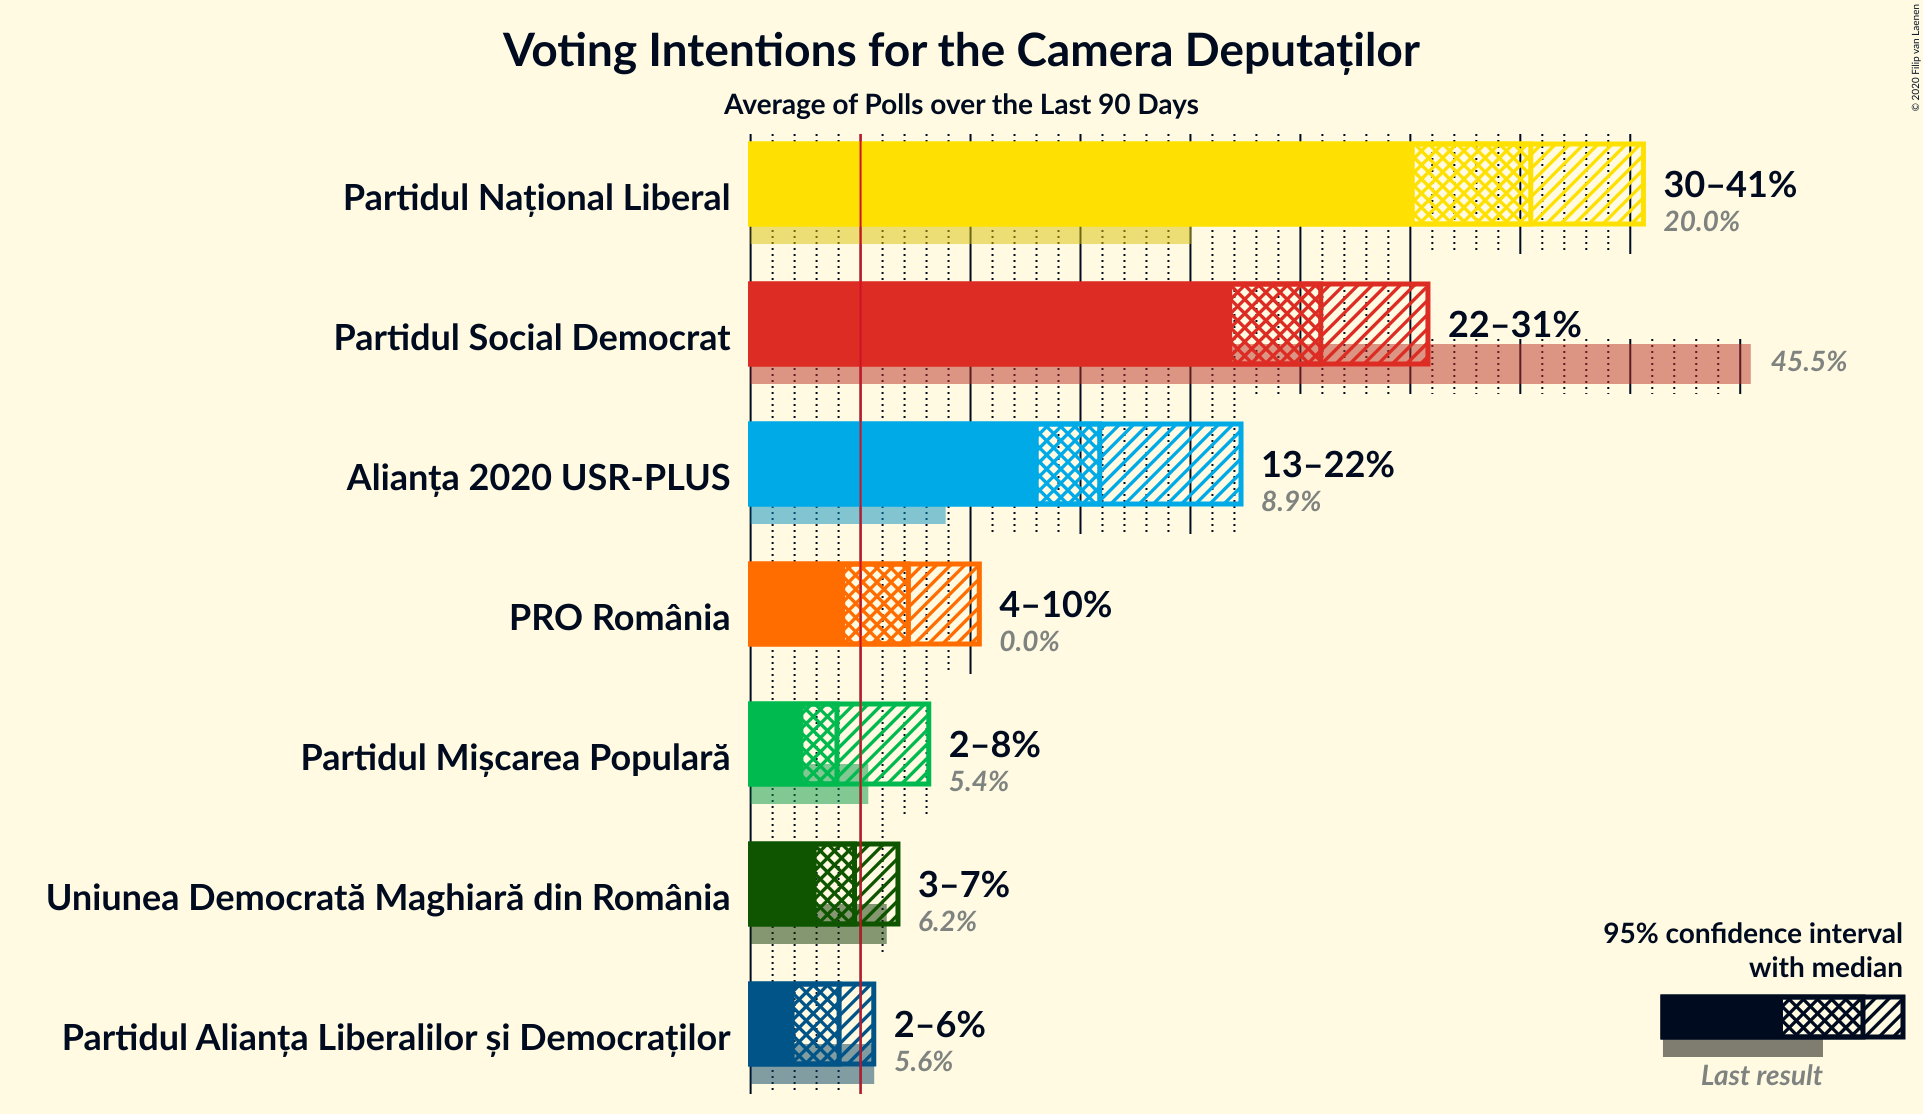 Voting Intentions for the Camera Deputaților
Average of Polls over the Last 90 Days
© 2020 Filip van Laenen
Partidul Național Liberal
30–41%
20.0%
Partidul Social Democrat
22–31%
45.5%
Alianța 2020 USR-PLUS
13–22%
8.9%
PRO România
4–10%
0.0%
Partidul Mișcarea Populară
2–8%
5.4%
Uniunea Democrată Maghiară din România
3–7%
6.2%
Partidul Alianța Liberalilor și Democraților
2–6%
5.6%
95% confidence interval
with median
Last result